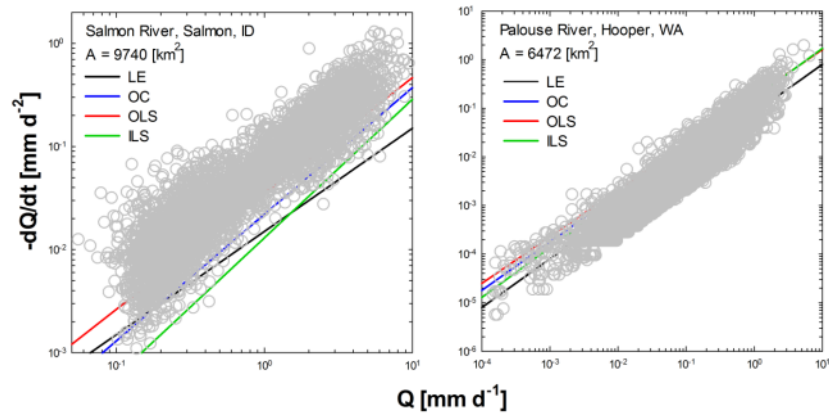 Salmon River, Salmon, ID
A = 9740 [km²]
LE
OC
OLS
ILS
10⁰
10⁻¹
10⁻²
10⁻³
10⁻¹
10⁰
10¹
-dQ/dt [mm d⁻²]
Palouse River, Hooper, WA
A = 6472 [km²]
LE
OC
OLS
ILS
10²
10¹
10⁰
10⁻¹
10⁻²
10⁻³
10⁻⁴
10⁻⁵
10⁻⁶
10⁻⁴
10⁻³
10⁻²
10⁻¹
10⁰
10¹
Q [mm d⁻¹]